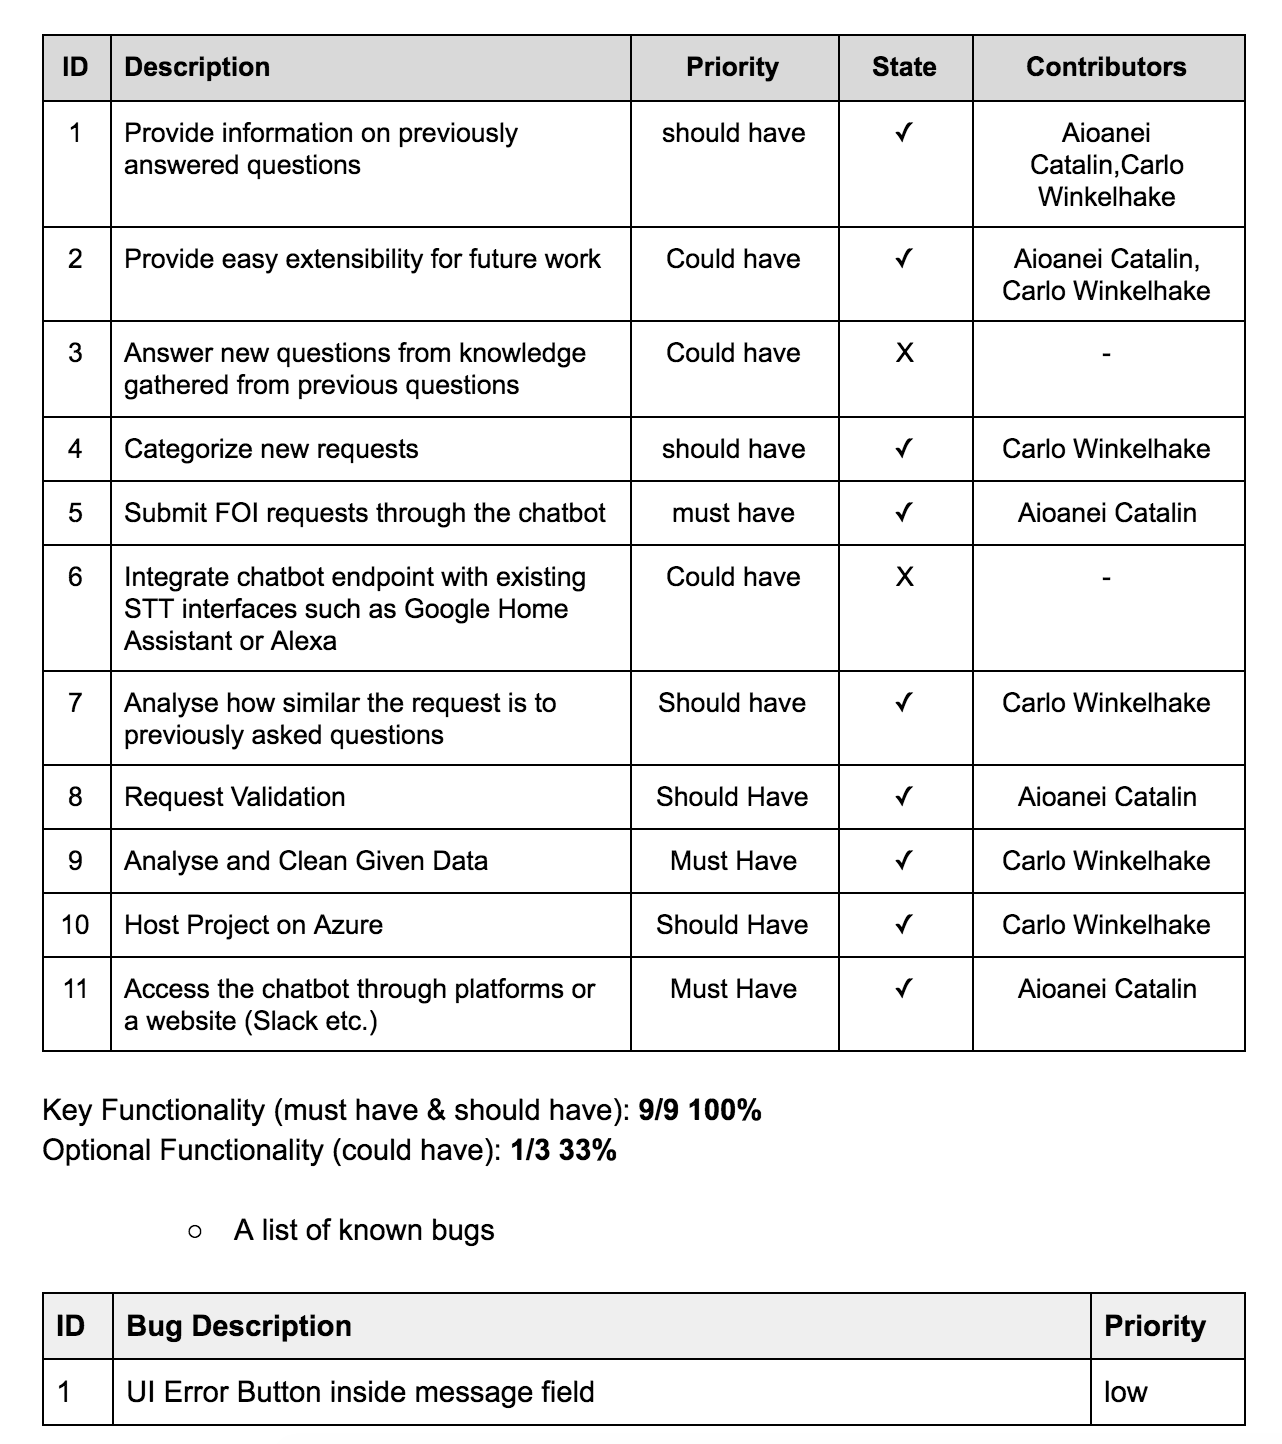 ID Description Priority State Contributors
1 Provide information on previously should have ✓ Aioanei
answered questions Catalin,Carlo
Winkelhake
2 Provide easy extensibility for future work Could have ✓ Aioanei Catalin,
Carlo Winkelhake
3 Answer new questions from knowledge Could have X -
gathered from previous questions
4 Categorize new requests should have ✓ Carlo Winkelhake
5 Submit FOI requests through the chatbot must have ✓ Aioanei Catalin
6 Integrate chatbot endpoint with existing Could have X -
STT interfaces such as Google Home
Assistant or Alexa
7 Analyse how similar the request is to Should have ✓ Carlo Winkelhake
previously asked questions
8 Request Validation Should Have ✓ Aioanei Catalin
9 Analyse and Clean Given Data Must Have ✓ Carlo Winkelhake
10 Host Project on Azure Should Have ✓ Carlo Winkelhake
11 Access the chatbot through platforms or Must Have ✓ Aioanei Catalin
a website (Slack etc.)
Key Functionality (must have & should have): 9/9 100%
Optional Functionality (could have): 1/3 33%
○ A list of known bugs
ID Bug Description Priority
1 UI Error Button inside message field low